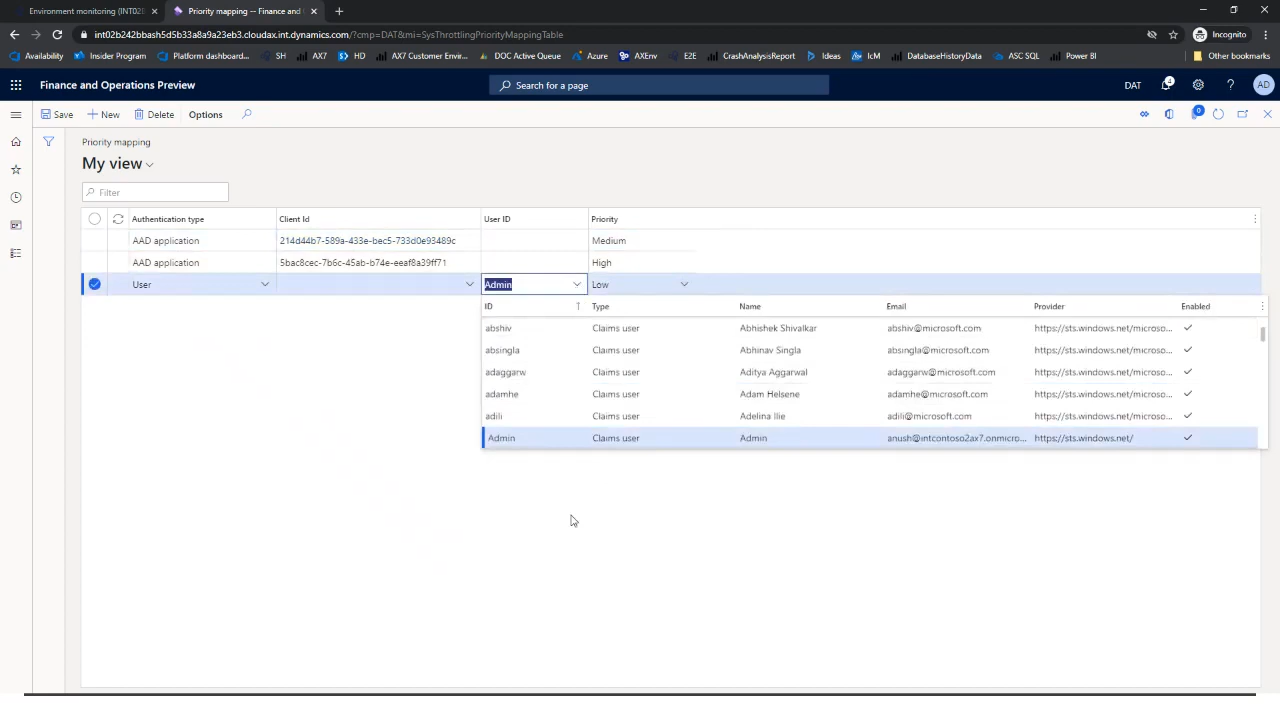 Environment monitoring (INT02B
Priority mapping -- Finance and
int02b242bbash5d5b33a8a9a23eb3.cloudax.int.dynamics.com/?cmp=DAT&mi=SysThrottlingPriorityMappingTable
Incognito
Availability Insider Program Platform dashboard... SH AX7 HD AX7 Customer Envir... DOC Active Queue Azure AXEnv E2E CrashAnalysisReport Ideas IcM DatabaseHistoryData ASC SQL Power BI Other bookmarks
Finance and Operations Preview Search for a page DAT 4 ? AD
Save New Delete Options 0
Priority mapping
My view
Filter
Authentication type Client Id User ID Priority
AAD application 214d44b7-589a-433e-bec5-733d0e93489c Medium
AAD application 5bac8cec-7b6c-45ab-b74e-eeaf8a39ff71 High
User Admin Low
ID Type Name Email Provider Enabled
abshiv Claims user Abhishek Shivalkar abshiv@microsoft.com https://sts.windows.net/microso...
absingla Claims user Abhinav Singla absingla@microsoft.com https://sts.windows.net/microso...
adaggarw Claims user Aditya Aggarwal adaggarw@microsoft.com https://sts.windows.net/microso...
adamhe Claims user Adam Helsene adamhe@microsoft.com https://sts.windows.net/microso...
adili Claims user Adelina Ilie adili@microsoft.com https://sts.windows.net/microso...
Admin Claims user Admin anush@intcontoso2ax7.onmicro... https://sts.windows.net/